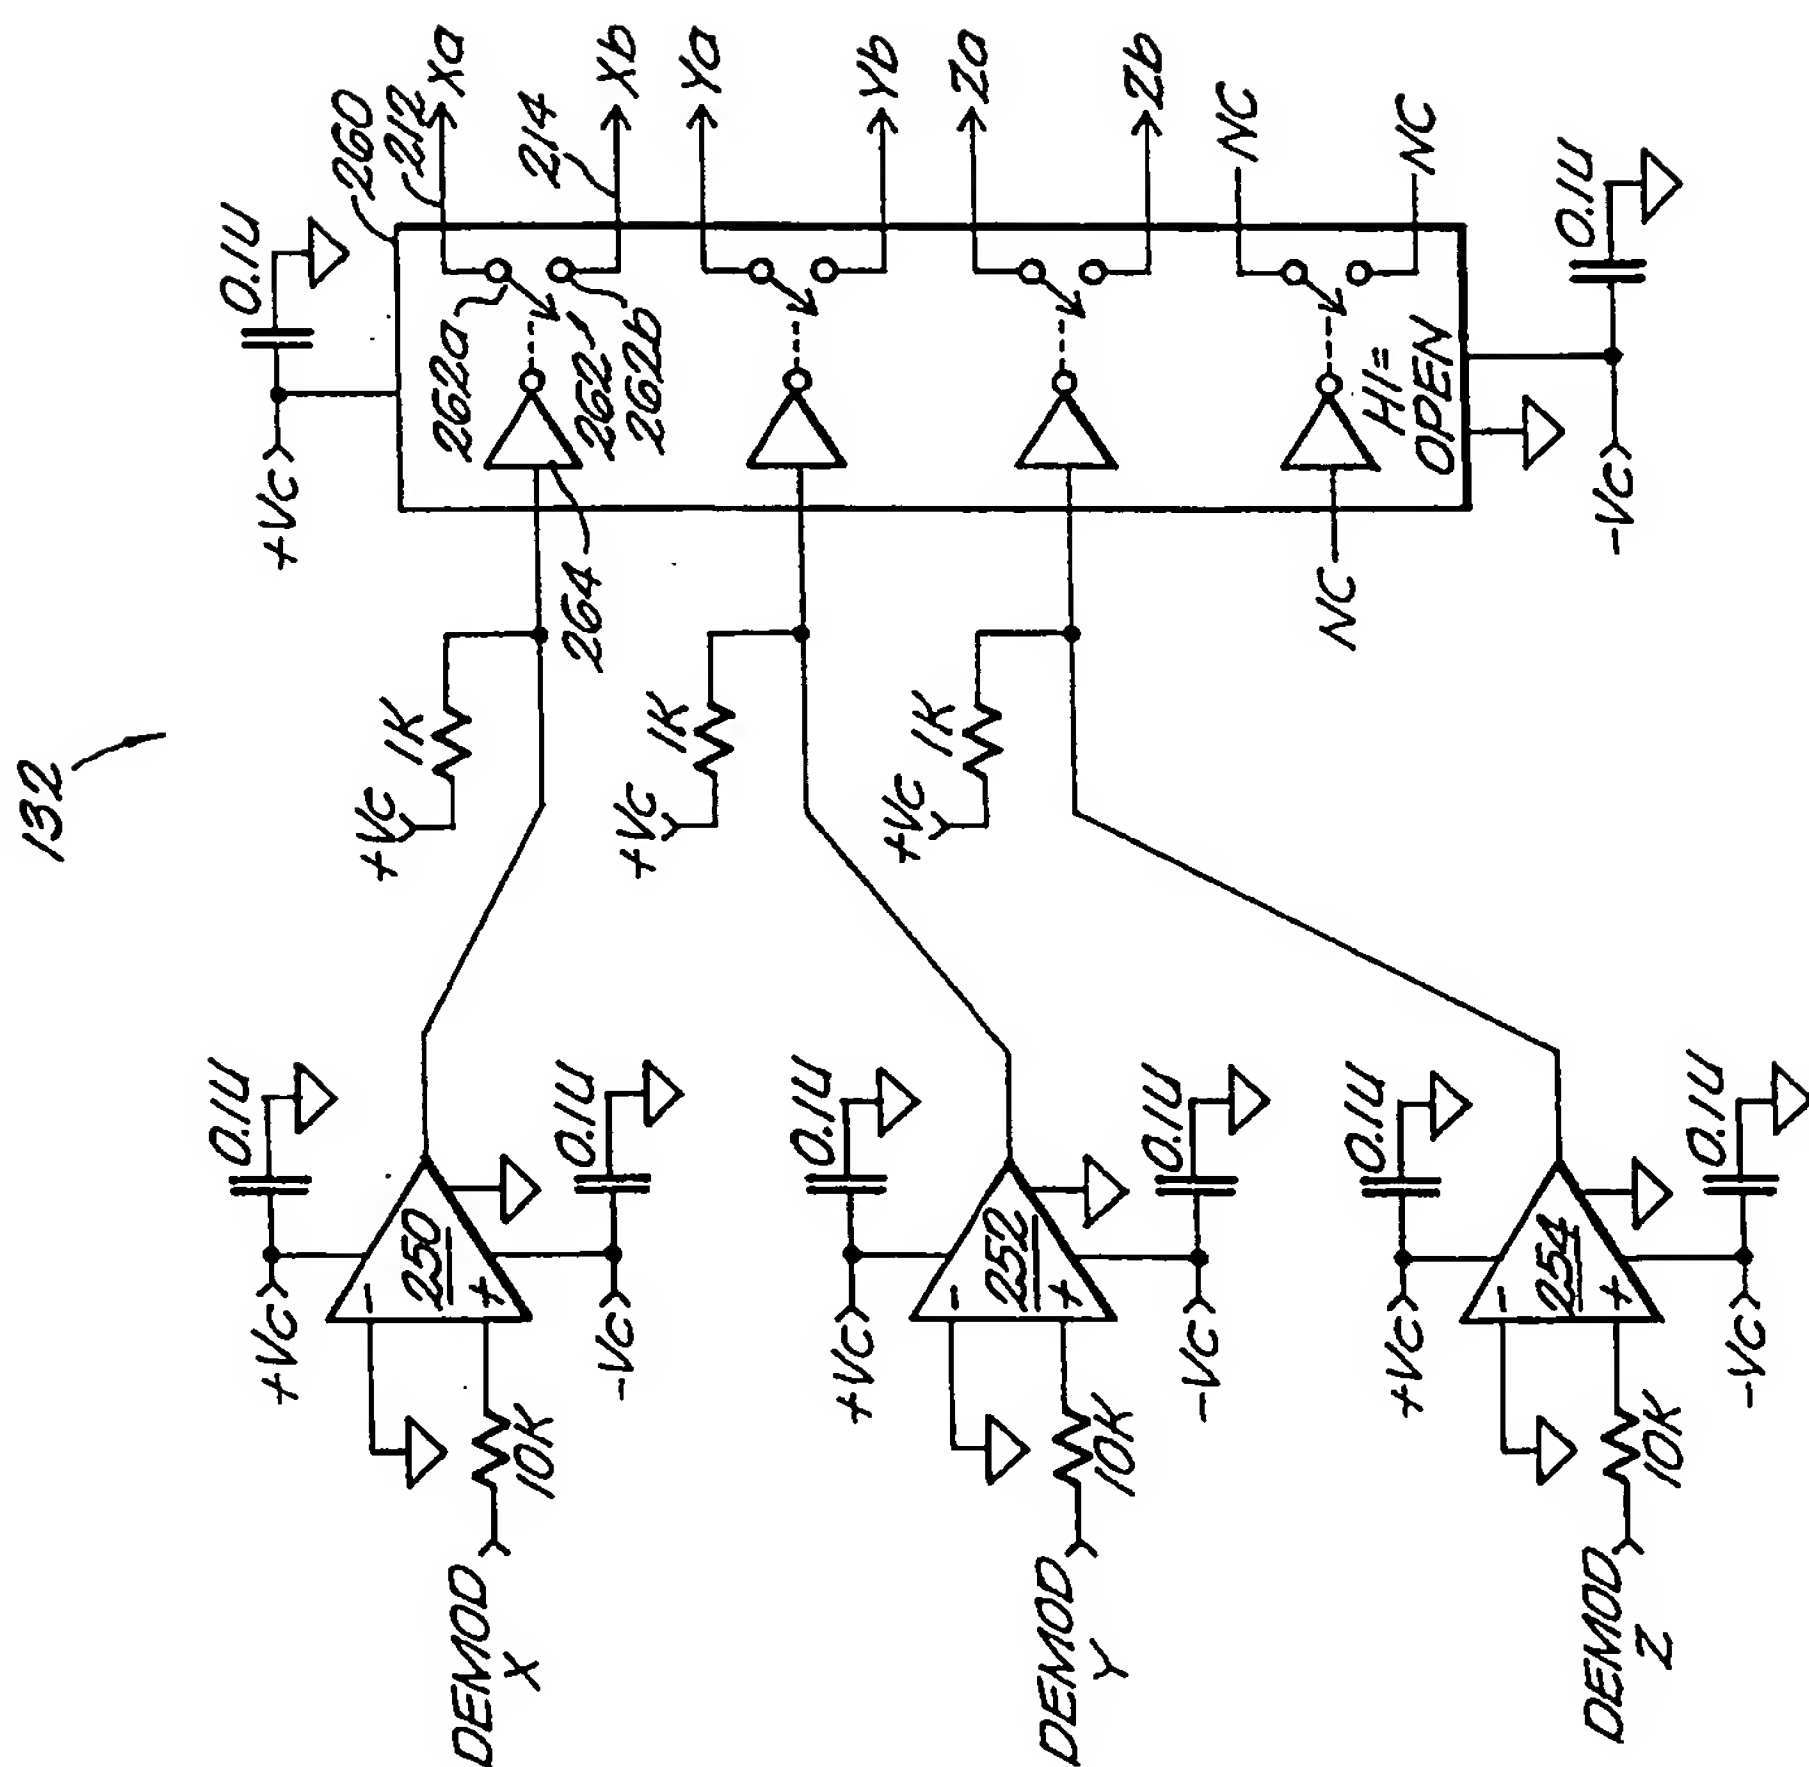 132
+Vc
0.1U
260
212
Xa
262a
262
262b
214
Xb
264
+Vc
1K
Ya
Yb
+Vc
1K
Za
Zb
+Vc
1K
NC
NC
NC
HI=
OPEN
-Vc
0.1U
+Vc
0.1U
250
-
+
-Vc
0.1U
10K
DEMOD
X
+Vc
0.1U
252
-
+
-Vc
0.1U
10K
DEMOD
Y
+Vc
0.1U
254
-
+
-Vc
0.1U
10K
DEMOD
Z